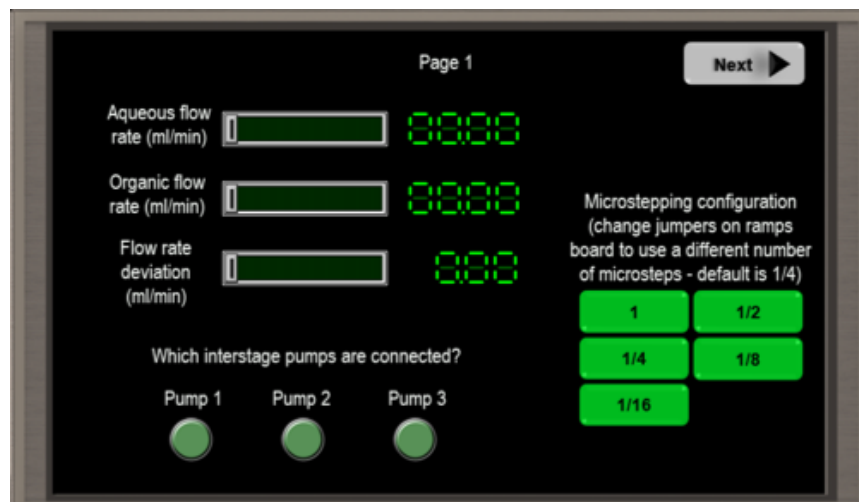 Page 1
Next
Aqueous flow
rate (ml/min)
Organic flow
rate (ml/min)
Flow rate
deviation
(ml/min)
Microstepping configuration
(change jumpers on ramps
board to use a different number
of microsteps - default is 1/4)
1
1/2
1/4
1/8
1/16
Which interstage pumps are connected?
Pump 1
Pump 2
Pump 3